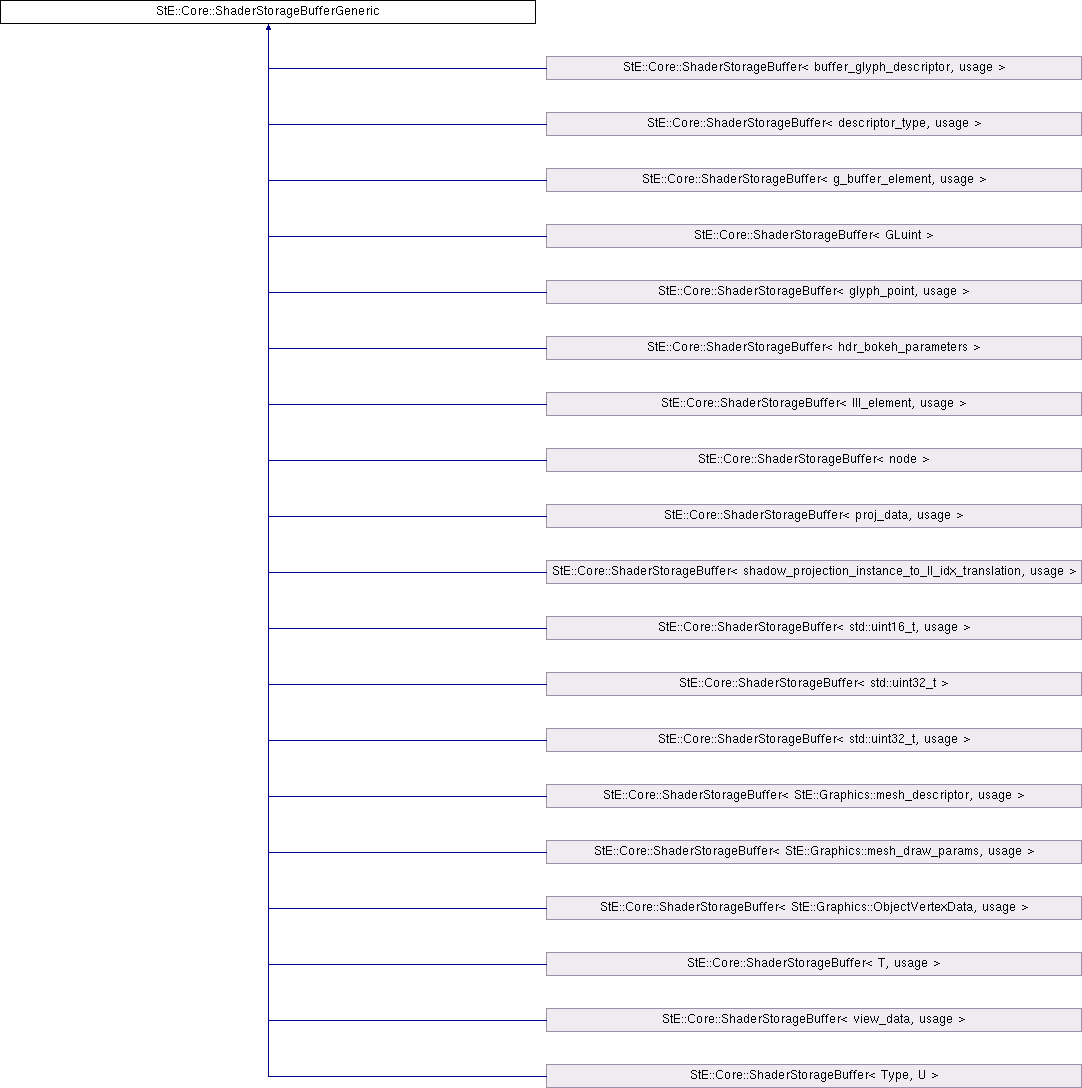 StE::Core::ShaderStorageBufferGeneric
StE::Core::ShaderStorageBuffer< buffer_glyph_descriptor, usage >
StE::Core::ShaderStorageBuffer< descriptor_type, usage >
StE::Core::ShaderStorageBuffer< g_buffer_element, usage >
StE::Core::ShaderStorageBuffer< GLuint >
StE::Core::ShaderStorageBuffer< glyph_point, usage >
StE::Core::ShaderStorageBuffer< hdr_bokeh_parameters >
StE::Core::ShaderStorageBuffer< lll_element, usage >
StE::Core::ShaderStorageBuffer< node >
StE::Core::ShaderStorageBuffer< proj_data, usage >
StE::Core::ShaderStorageBuffer< shadow_projection_instance_to_ll_idx_translation, usage >
StE::Core::ShaderStorageBuffer< std::uint16_t, usage >
StE::Core::ShaderStorageBuffer< std::uint32_t >
StE::Core::ShaderStorageBuffer< std::uint32_t, usage >
StE::Core::ShaderStorageBuffer< StE::Graphics::mesh_descriptor, usage >
StE::Core::ShaderStorageBuffer< StE::Graphics::mesh_draw_params, usage >
StE::Core::ShaderStorageBuffer< StE::Graphics::ObjectVertexData, usage >
StE::Core::ShaderStorageBuffer< T, usage >
StE::Core::ShaderStorageBuffer< view_data, usage >
StE::Core::ShaderStorageBuffer< Type, U >